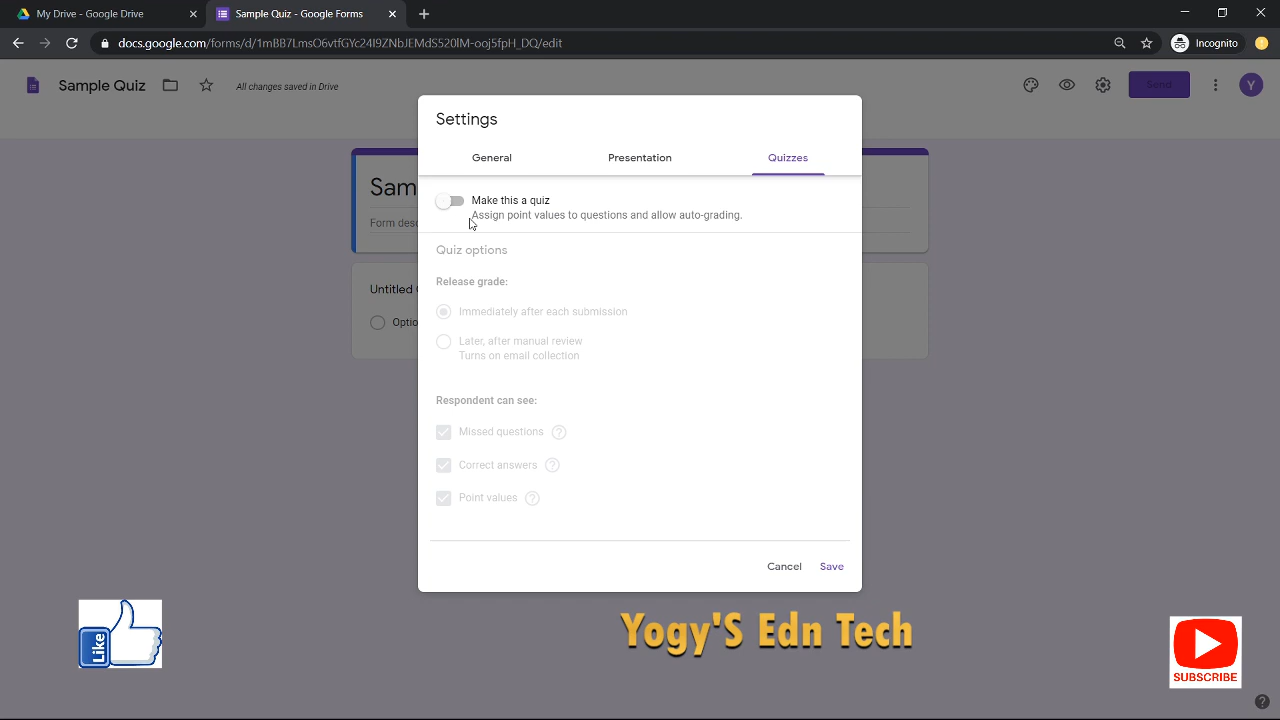 My Drive - Google Drive
Sample Quiz - Google Forms
docs.google.com/forms/d/1mBB7LmsO6vtfGYc24I9ZNbJEMdS520lM-ooj5fpH_DQ/edit
Incognito
Sample Quiz
All changes saved in Drive
Send
Y
Settings
General
Presentation
Quizzes
Sam
Form des
Make this a quiz
Assign point values to questions and allow auto-grading.
Quiz options
Release grade:
Untitled
Immediately after each submission
Optio
Later, after manual review
Turns on email collection
Respondent can see:
Missed questions ?
Correct answers ?
Point values ?
Cancel
Save
Like
Yogy'S Edn Tech
SUBSCRIBE
?